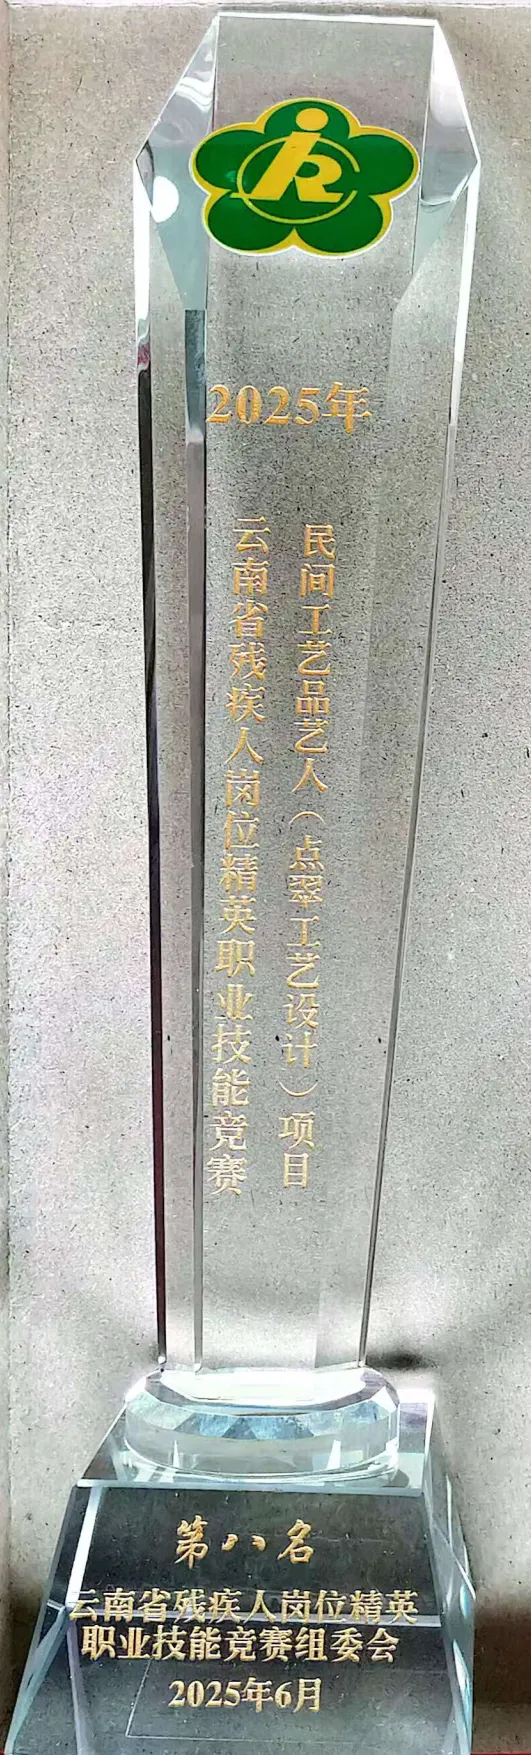 2025年
云南省残疾人岗位精英职业技能竞赛
民间工艺品艺人（点翠工艺设计）项目
第八名
云南省残疾人岗位精英
职业技能竞赛组委会
2025年6月